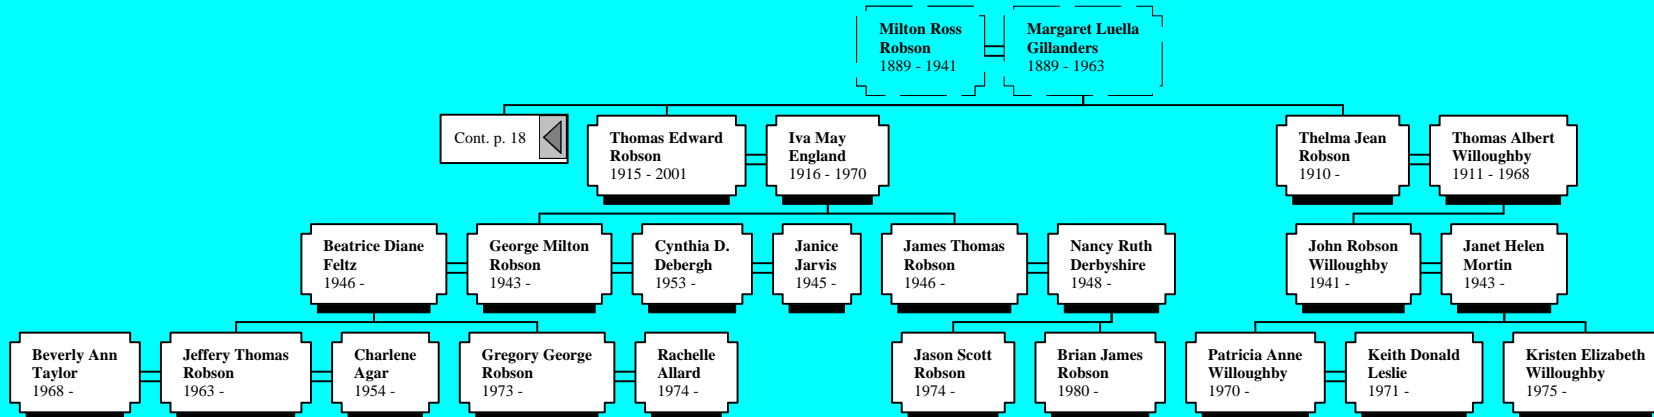 Milton Ross
Robson
1889 - 1941
Margaret Luella
Gillanders
1889 - 1963
Cont. p. 18
Thomas Edward
Robson
1915 - 2001
Iva May
England
1916 - 1970
Thelma Jean
Robson
1910 -
Thomas Albert
Willoughby
1911 - 1968
Beatrice Diane
Feltz
1946 -
George Milton
Robson
1943 -
Cynthia D.
Debergh
1953 -
Janice
Jarvis
1945 -
James Thomas
Robson
1946 -
Nancy Ruth
Derbyshire
1948 -
John Robson
Willoughby
1941 -
Janet Helen
Mortin
1943 -
Beverly Ann
Taylor
1968 -
Jeffery Thomas
Robson
1963 -
Charlene
Agar
1954 -
Gregory George
Robson
1973 -
Rachelle
Allard
1974 -
Jason Scott
Robson
1974 -
Brian James
Robson
1980 -
Patricia Anne
Willoughby
1970 -
Keith Donald
Leslie
1971 -
Kristen Elizabeth
Willoughby
1975 -